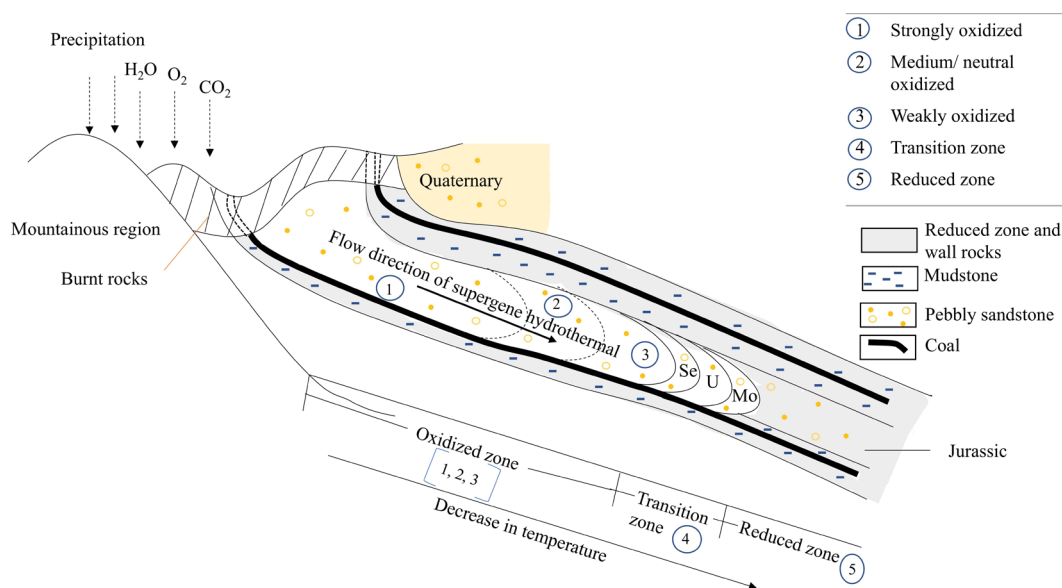 Precipitation
H₂O
O₂
CO₂
Mountainous region
Burnt rocks
Quaternary
Flow direction of supergene hydrothermal
1
2
3
Se
U
Mo
Jurassic
Oxidized zone
1, 2, 3
Transition
zone 4
Reduced zone 5
Decrease in temperature
1 Strongly oxidized
2 Medium/ neutral
oxidized
3 Weakly oxidized
4 Transition zone
5 Reduced zone
Reduced zone and
wall rocks
Mudstone
Pebbly sandstone
Coal